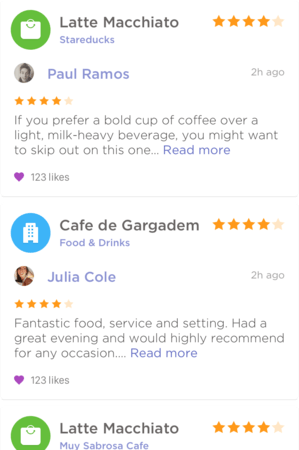 Latte Macchiato
Stareducks
Paul Ramos
2h ago
If you prefer a bold cup of coffee over a
light, milk-heavy beverage, you might want
to skip out on this one... Read more
123 likes
Cafe de Gargadem
Food & Drinks
Julia Cole
2h ago
Fantastic food, service and setting. Had a
great evening and would highly recommend
for any occasion.... Read more
123 likes
Latte Macchiato
Muy Sabrosa Cafe